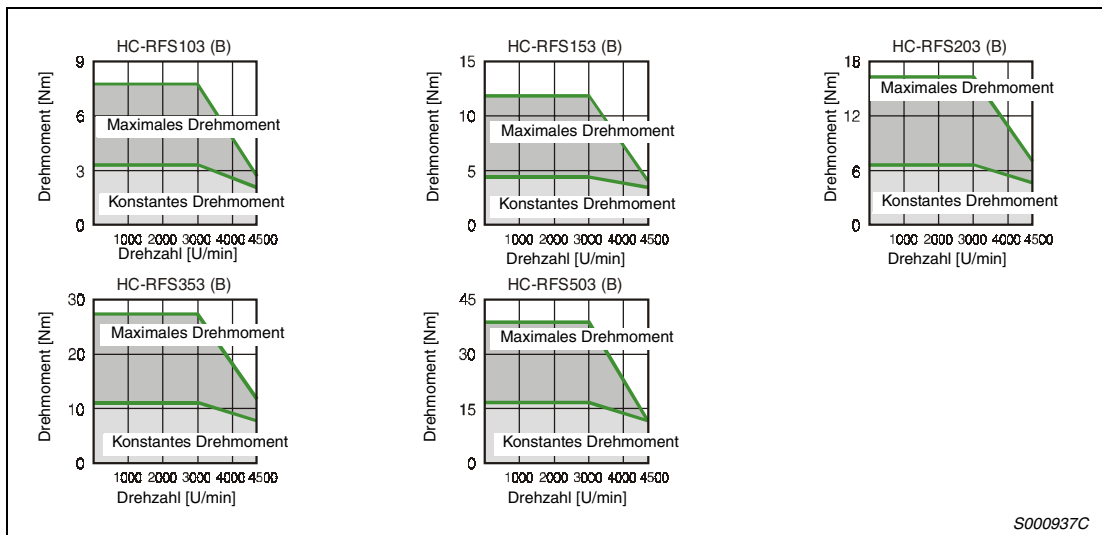 HC-RFS103 (B)
Drehmoment [Nm]
9
6
3
0
Maximales Drehmoment
Konstantes Drehmoment
1000 2000 3000 4000 4500
Drehzahl [U/min]
HC-RFS153 (B)
Drehmoment [Nm]
15
10
5
0
Maximales Drehmoment
Konstantes Drehmoment
1000 2000 3000 4000 4500
Drehzahl [U/min]
HC-RFS203 (B)
Drehmoment [Nm]
18
12
6
0
Maximales Drehmoment
Konstantes Drehmoment
1000 2000 3000 4000 4500
Drehzahl [U/min]
HC-RFS353 (B)
Drehmoment [Nm]
30
20
10
0
Maximales Drehmoment
Konstantes Drehmoment
1000 2000 3000 4000 4500
Drehzahl [U/min]
HC-RFS503 (B)
Drehmoment [Nm]
45
30
15
0
Maximales Drehmoment
Konstantes Drehmoment
1000 2000 3000 4000 4500
Drehzahl [U/min]
S000937C